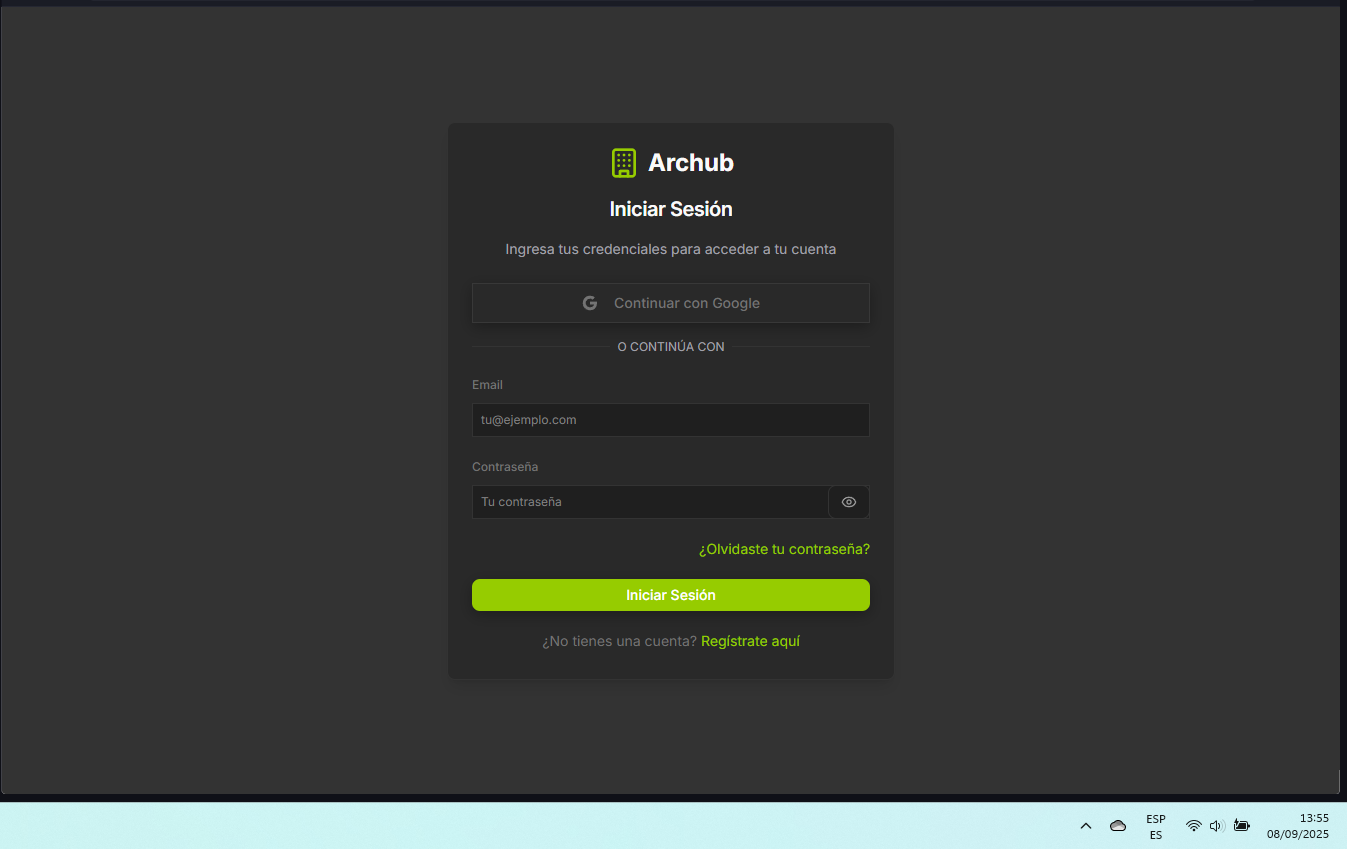 Archub
Iniciar Sesión
Ingresa tus credenciales para acceder a tu cuenta
Continuar con Google
O CONTINÚA CON
Email
tu@ejemplo.com
Contraseña
Tu contraseña
¿Olvidaste tu contraseña?
Iniciar Sesión
¿No tienes una cuenta? Regístrate aquí
ESP
ES
13:55
08/09/2025